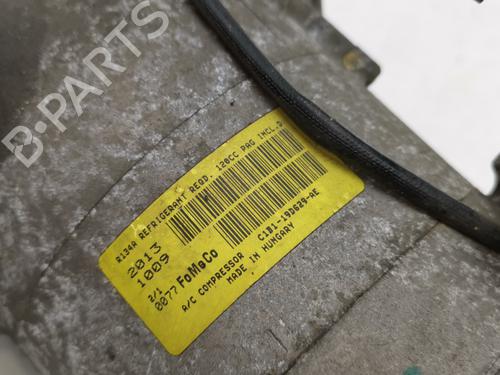 B-PARTS
R134A REFRIGERANT REQD. 120CC PAG INCL.D
2013
1009
2/1
0077 FoMoCo
A/C COMPRESSOR C1B1-19D629-AE
MADE IN HUNGARY